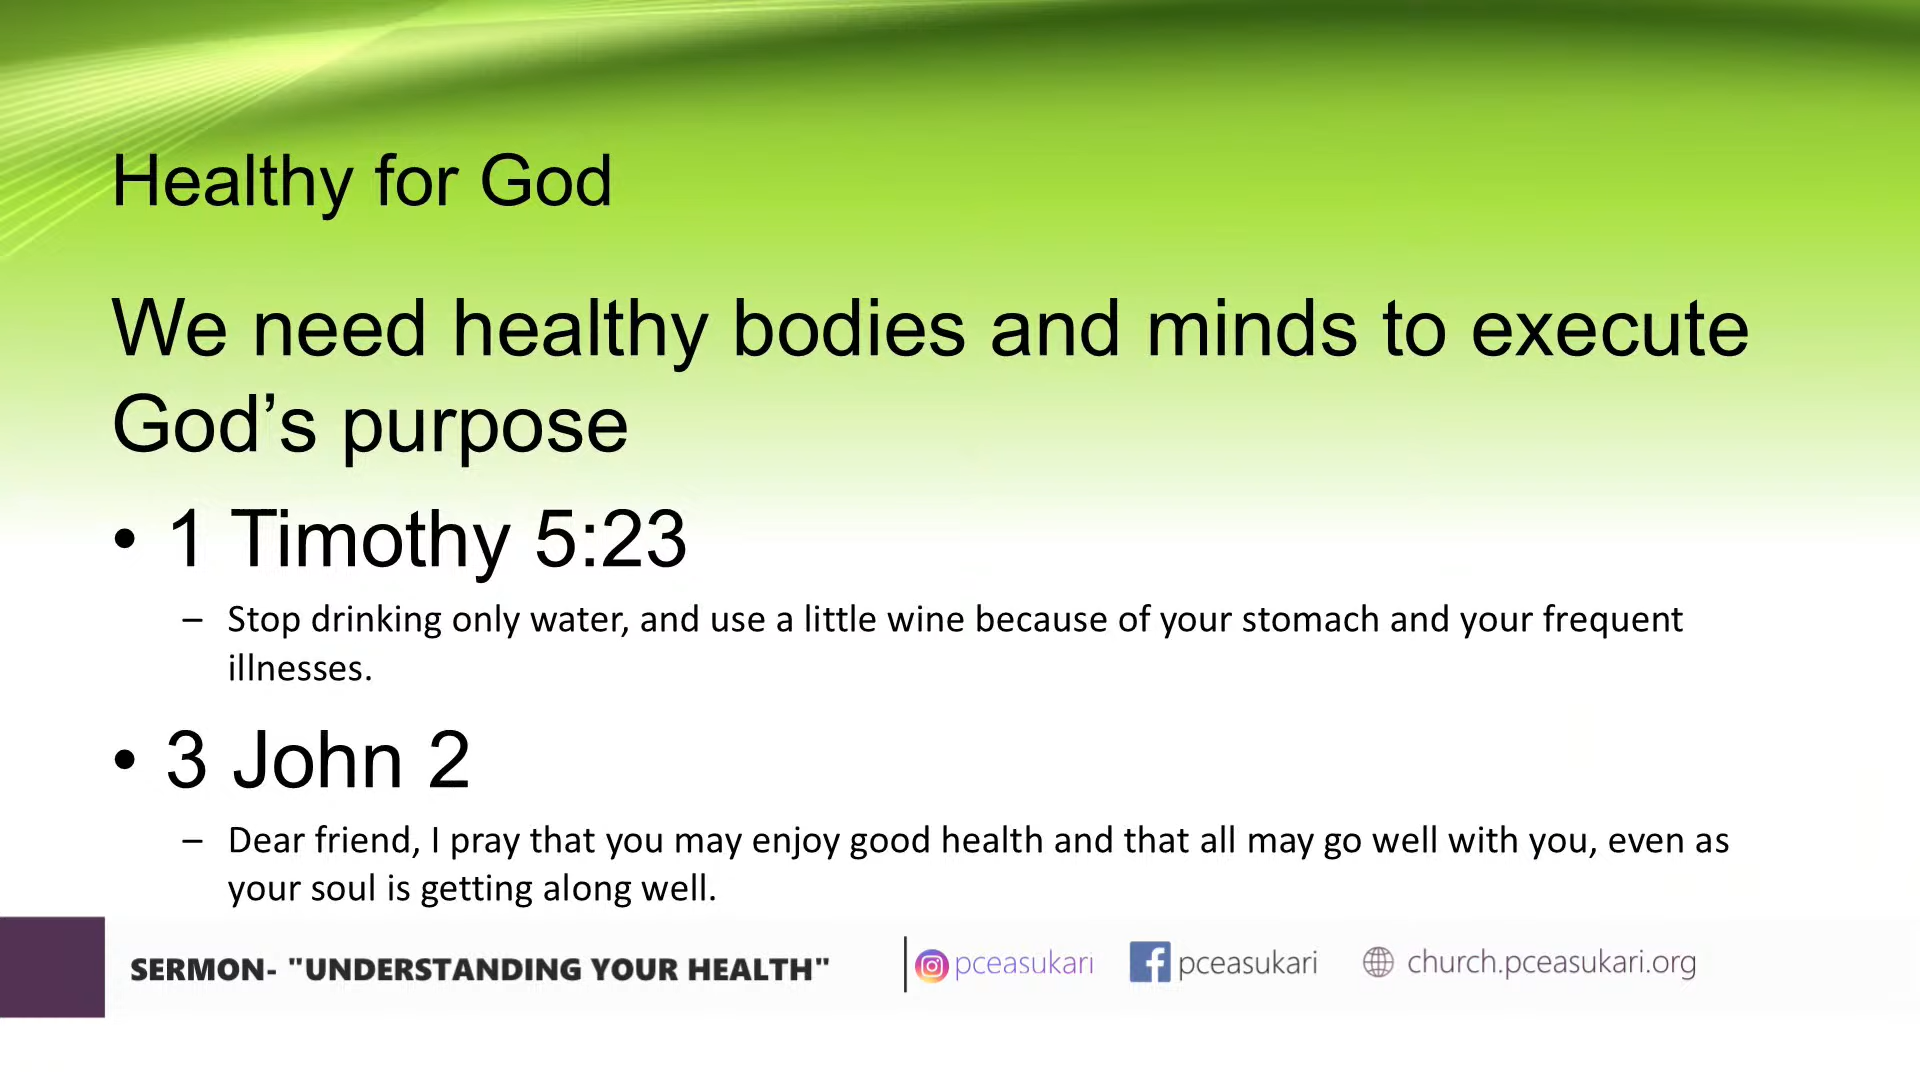 Healthy for God
We need healthy bodies and minds to execute
God’s purpose
• 1 Timothy 5:23
– Stop drinking only water, and use a little wine because of your stomach and your frequent
illnesses.
• 3 John 2
– Dear friend, I pray that you may enjoy good health and that all may go well with you, even as
your soul is getting along well.
SERMON- "UNDERSTANDING YOUR HEALTH" pceasukari pceasukari church.pceasukari.org